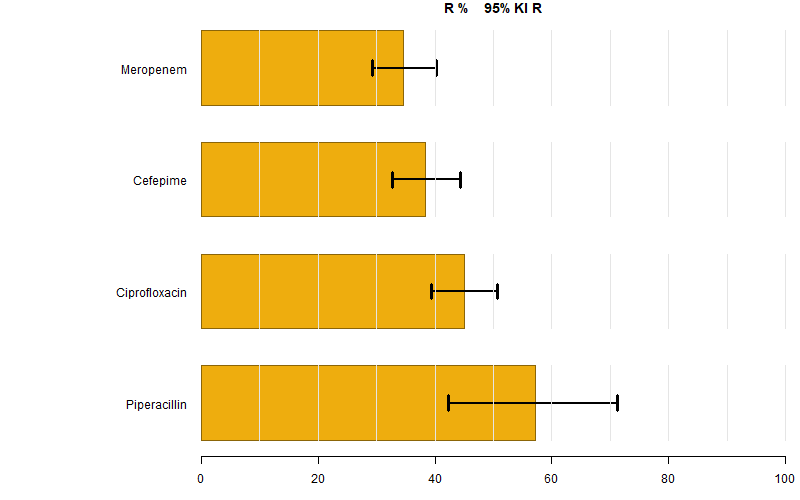 R % 95% KI R
Meropenem
Cefepime
Ciprofloxacin
Piperacillin
0 20 40 60 80 100